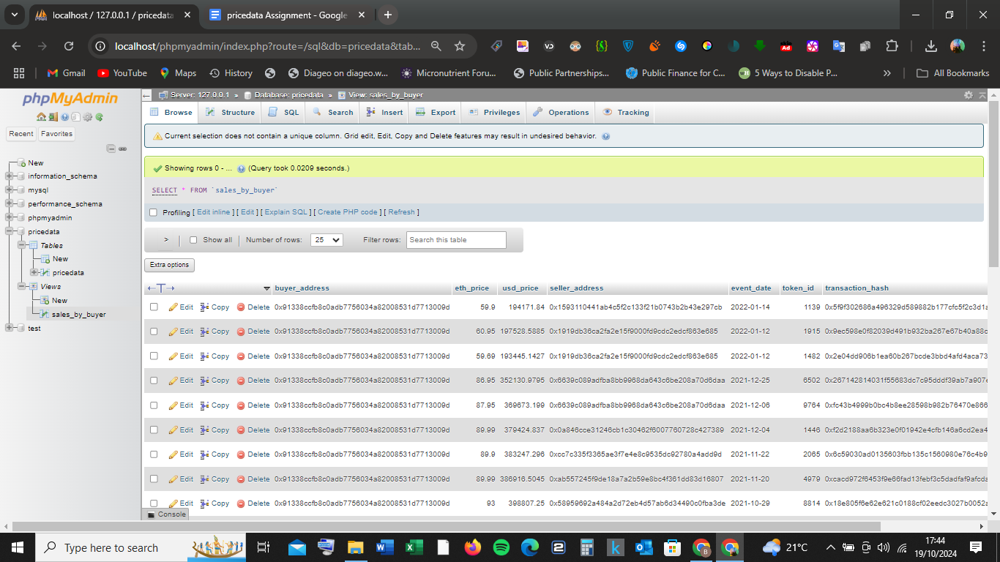 localhost / 127.0.0.1 / pricedata
pricedata Assignment - Google
localhost/phpmyadmin/index.php?route=/sql&db=pricedata&tab...
Gmail YouTube Maps History Diageo on diageo.w... Micronutrient Foru... Public Partnerships... Public Finance for C... 5 Ways to Disable P... » All Bookmarks
phpMyAdmin
Recent Favorites
New
information_schema
mysql
performance_schema
phpmyadmin
pricedata
Tables
New
pricedata
Views
New
sales_by_buyer
test
Server: 127.0.0.1 » Database: pricedata » View: sales_by_buyer
Browse Structure SQL Search Insert Export Privileges Operations Tracking
Current selection does not contain a unique column. Grid edit, Edit, Copy and Delete features may result in undesired behavior.
Showing rows 0 - ... (Query took 0.0209 seconds.)
SELECT * FROM `sales_by_buyer`
Profiling [ Edit inline ] [ Edit ] [ Explain SQL ] [ Create PHP code ] [ Refresh ]
> Show all Number of rows: 25 Filter rows: Search this table
Extra options
buyer_address eth_price usd_price seller_address event_date token_id transaction_hash
Edit Copy Delete 0x91338ccfb8c0adb7756034a82008531d7713009d 59.9 194171.84 0x1593110441ab4c5f2c133f21b0743b2b43e297cb 2022-01-14 1139 0x5f9f302686a496329d589882b177cfc5f2c3d1a
Edit Copy Delete 0x91338ccfb8c0adb7756034a82008531d7713009d 60.95 197528.5885 0x1919db36ca2fa2e15f9000fd9cdc2edcf863e685 2022-01-12 1915 0x9ec598e0f82039d491b932ba267e67b40a88c
Edit Copy Delete 0x91338ccfb8c0adb7756034a82008531d7713009d 59.69 193445.1427 0x1919db36ca2fa2e15f9000fd9cdc2edcf863e685 2022-01-12 1482 0x2e04dd906b1ea60b267bcde3bbd4afd4aca73
Edit Copy Delete 0x91338ccfb8c0adb7756034a82008531d7713009d 86.95 352130.9795 0x6639c089adfba8bb9968da643c6be208a70d6daa 2021-12-25 6502 0x267142814031f55683dc7c95dddf39ab7a907e
Edit Copy Delete 0x91338ccfb8c0adb7756034a82008531d7713009d 87.95 369673.199 0x6639c089adfba8bb9968da643c6be208a70d6daa 2021-12-06 9764 0xfc43b4999b0bc4b8ee28598b982b76470e866
Edit Copy Delete 0x91338ccfb8c0adb7756034a82008531d7713009d 89.99 379424.837 0x0a846cce31246cb1c30462f6007760728c427389 2021-12-04 1446 0xf2d2188aa6b323e0f01942e4cfb146a6cd2ea4
Edit Copy Delete 0x91338ccfb8c0adb7756034a82008531d7713009d 89.9 383247.296 0xcc7c335f3365ae3f7e4e8c9535dc92780a4add9d 2021-11-22 2065 0x6c59030ad0135603fbb135c1560980e76c4b9
Edit Copy Delete 0x91338ccfb8c0adb7756034a82008531d7713009d 89.99 386916.5045 0xab557245f9de18a7a2b59e8bc4f361dd83d16807 2021-11-20 4979 0xcacd972f6453f9e66fad13febf3c5dadfaf9afcda
Edit Copy Delete 0x91338ccfb8c0adb7756034a82008531d7713009d 93 398807.25 0x58959692a484a2d72eb4d57ab6d34490c0fba3de 2021-10-29 8814 0x18e805f6e62e621c0188cf02eedc3027b0052a
Console
Type here to search
21°C
17:44
19/10/2024